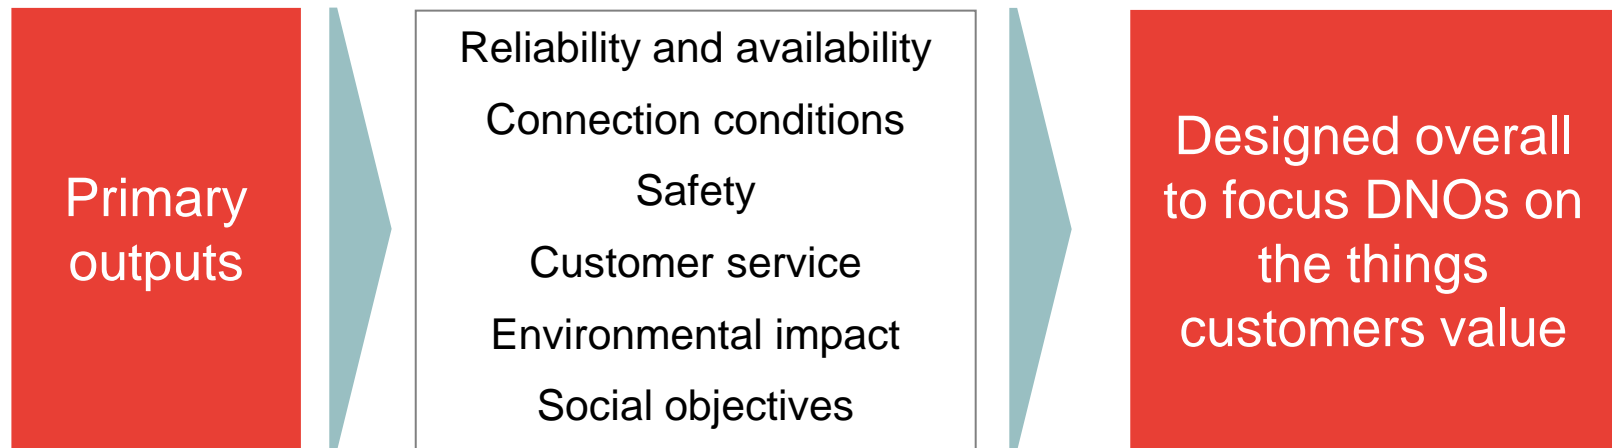 Primary
outputs
Reliability and availability
Connection conditions
Safety
Customer service
Environmental impact
Social objectives
Designed overall
to focus DNOs on
the things
customers value